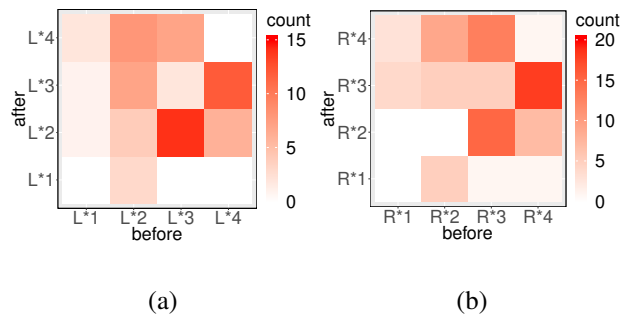 count
15
10
5
0
L*4
L*3
L*2
L*1
after
L*1 L*2 L*3 L*4
before
(a)
count
20
15
10
5
0
R*4
R*3
R*2
R*1
after
R*1 R*2 R*3 R*4
before
(b)